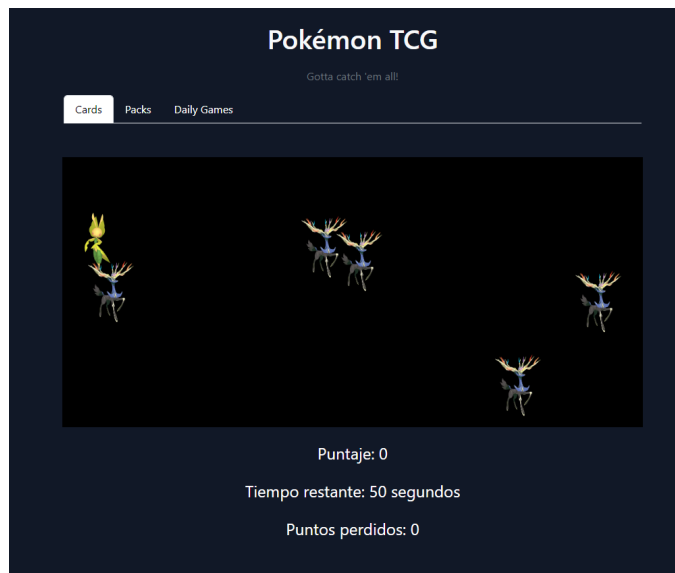 Pokémon TCG
Gotta catch 'em all!
Cards Packs Daily Games
Puntaje: 0
Tiempo restante: 50 segundos
Puntos perdidos: 0